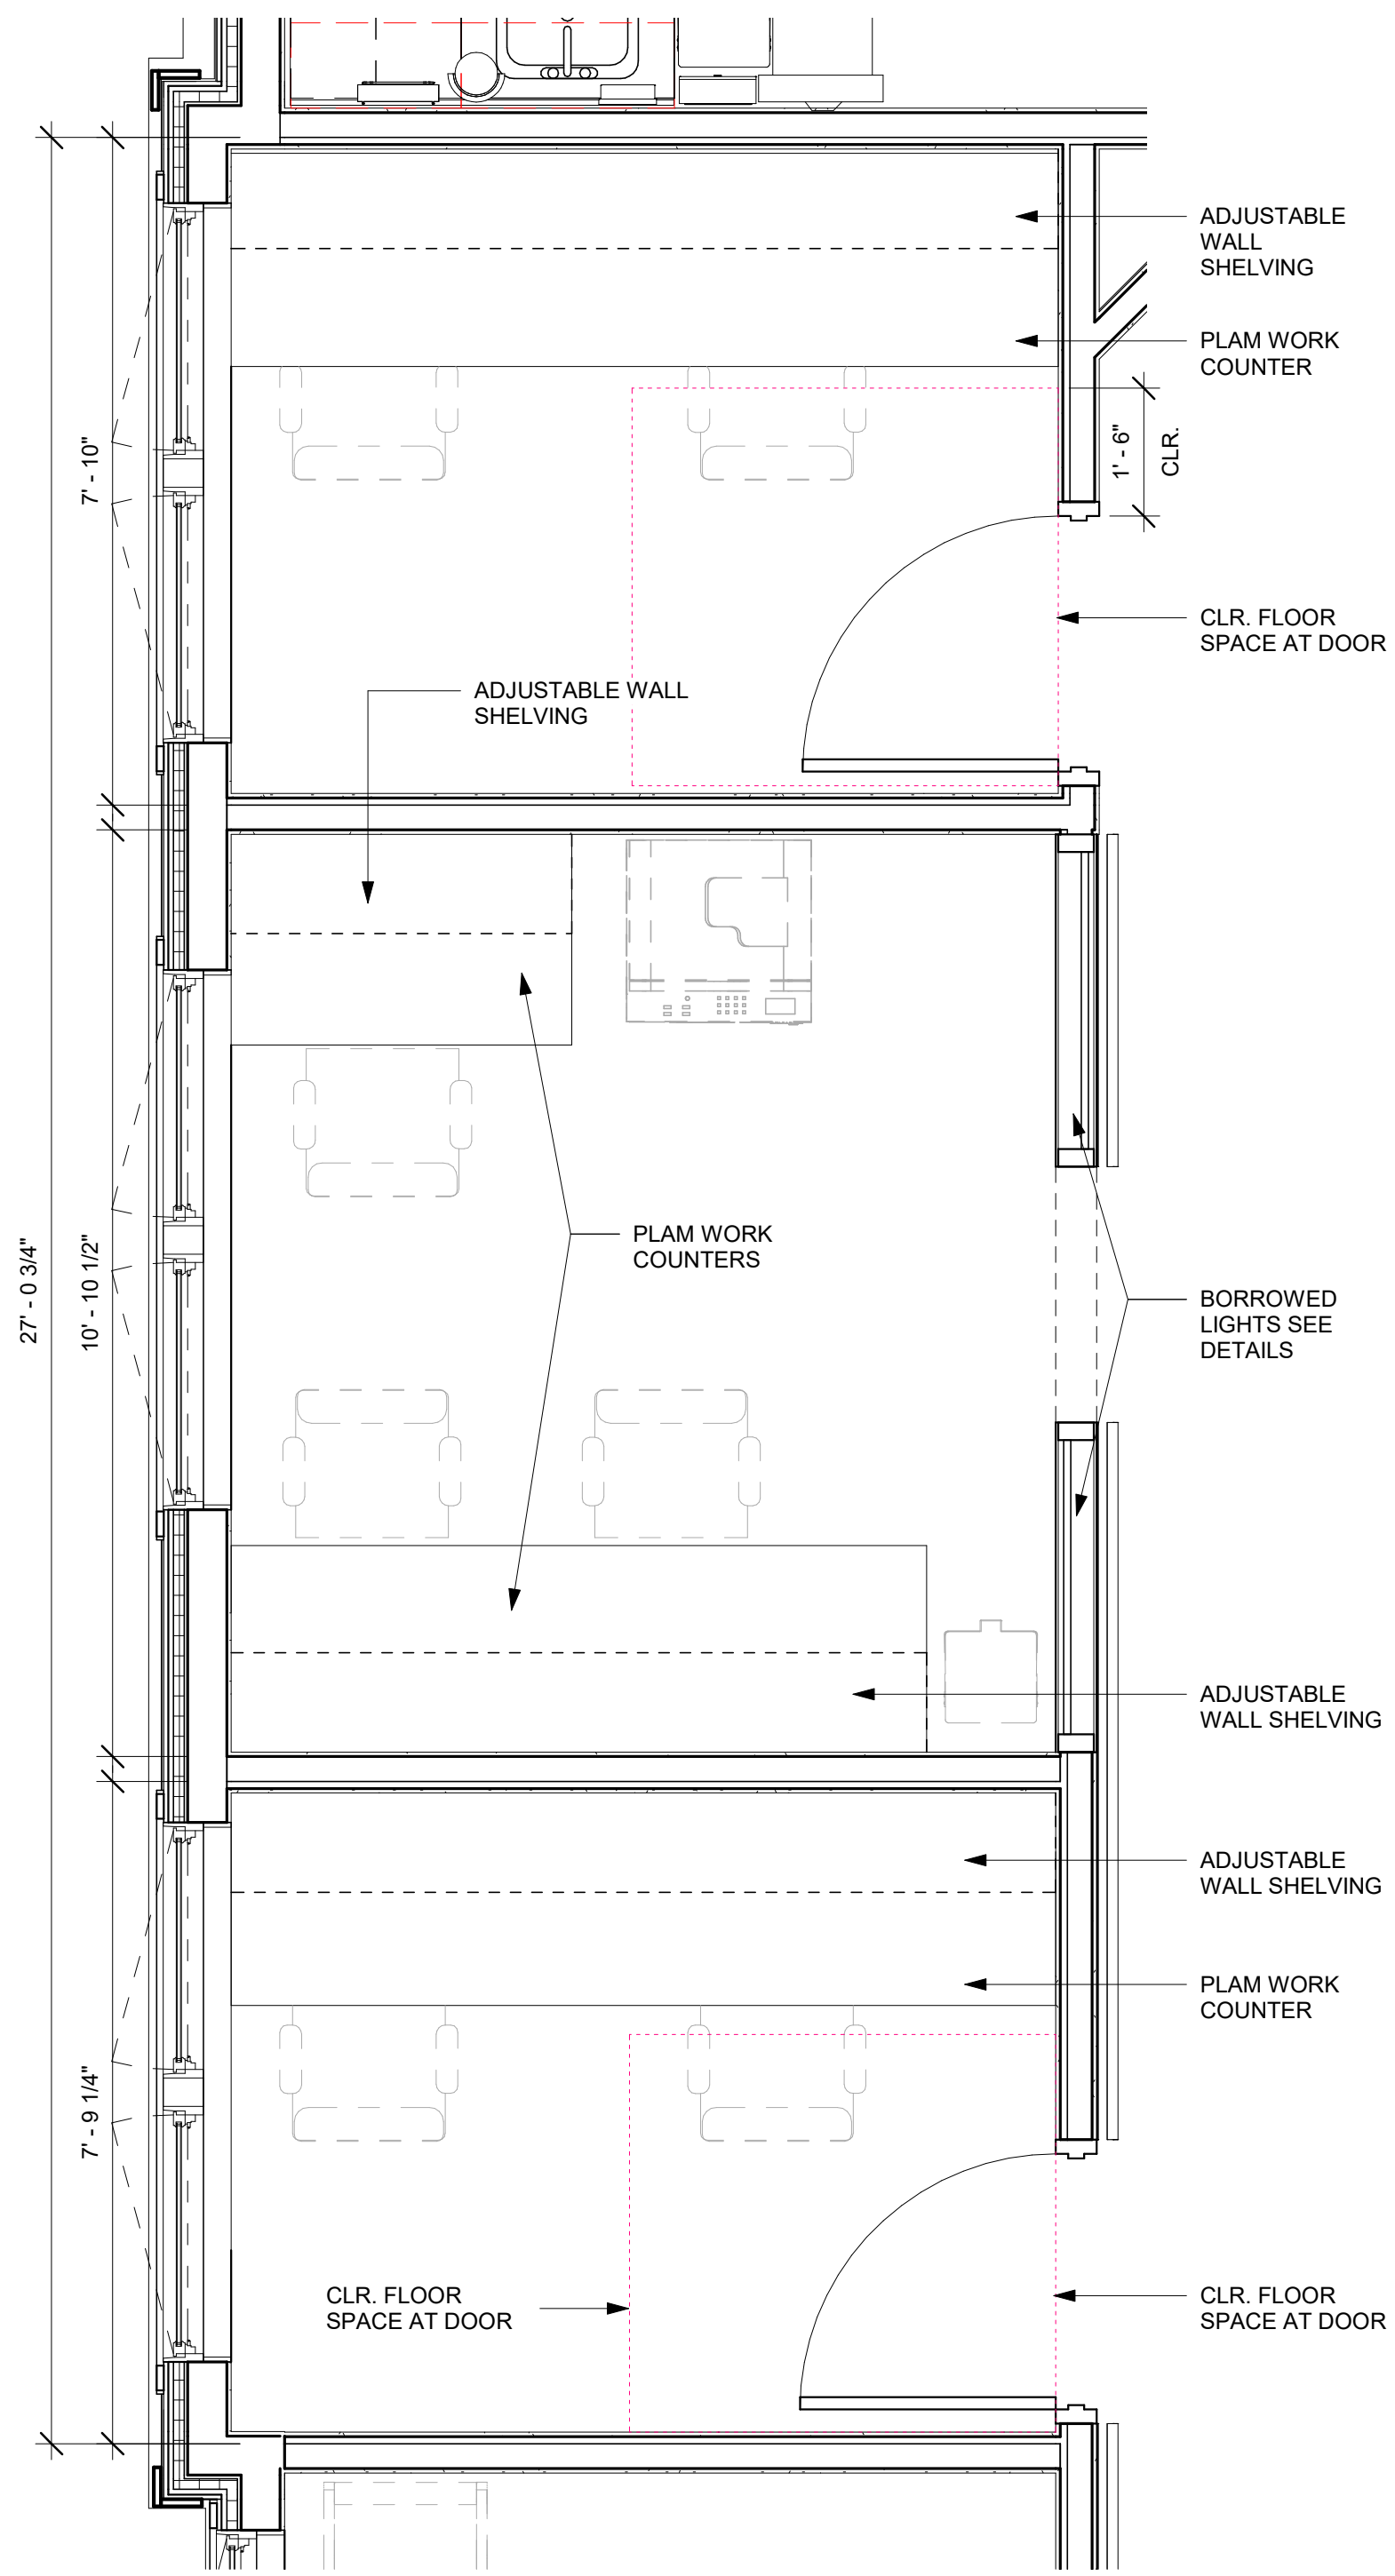 ADJUSTABLE
WALL
SHELVING
PLAM WORK
COUNTER
1' - 6"
CLR.
7' - 10"
CLR. FLOOR
SPACE AT DOOR
ADJUSTABLE WALL
SHELVING
PLAM WORK
COUNTERS
27' - 0 3/4"
10' - 10 1/2"
BORROWED
LIGHTS SEE
DETAILS
ADJUSTABLE
WALL SHELVING
ADJUSTABLE
WALL SHELVING
PLAM WORK
COUNTER
7' - 9 1/4"
CLR. FLOOR
SPACE AT DOOR
CLR. FLOOR
SPACE AT DOOR